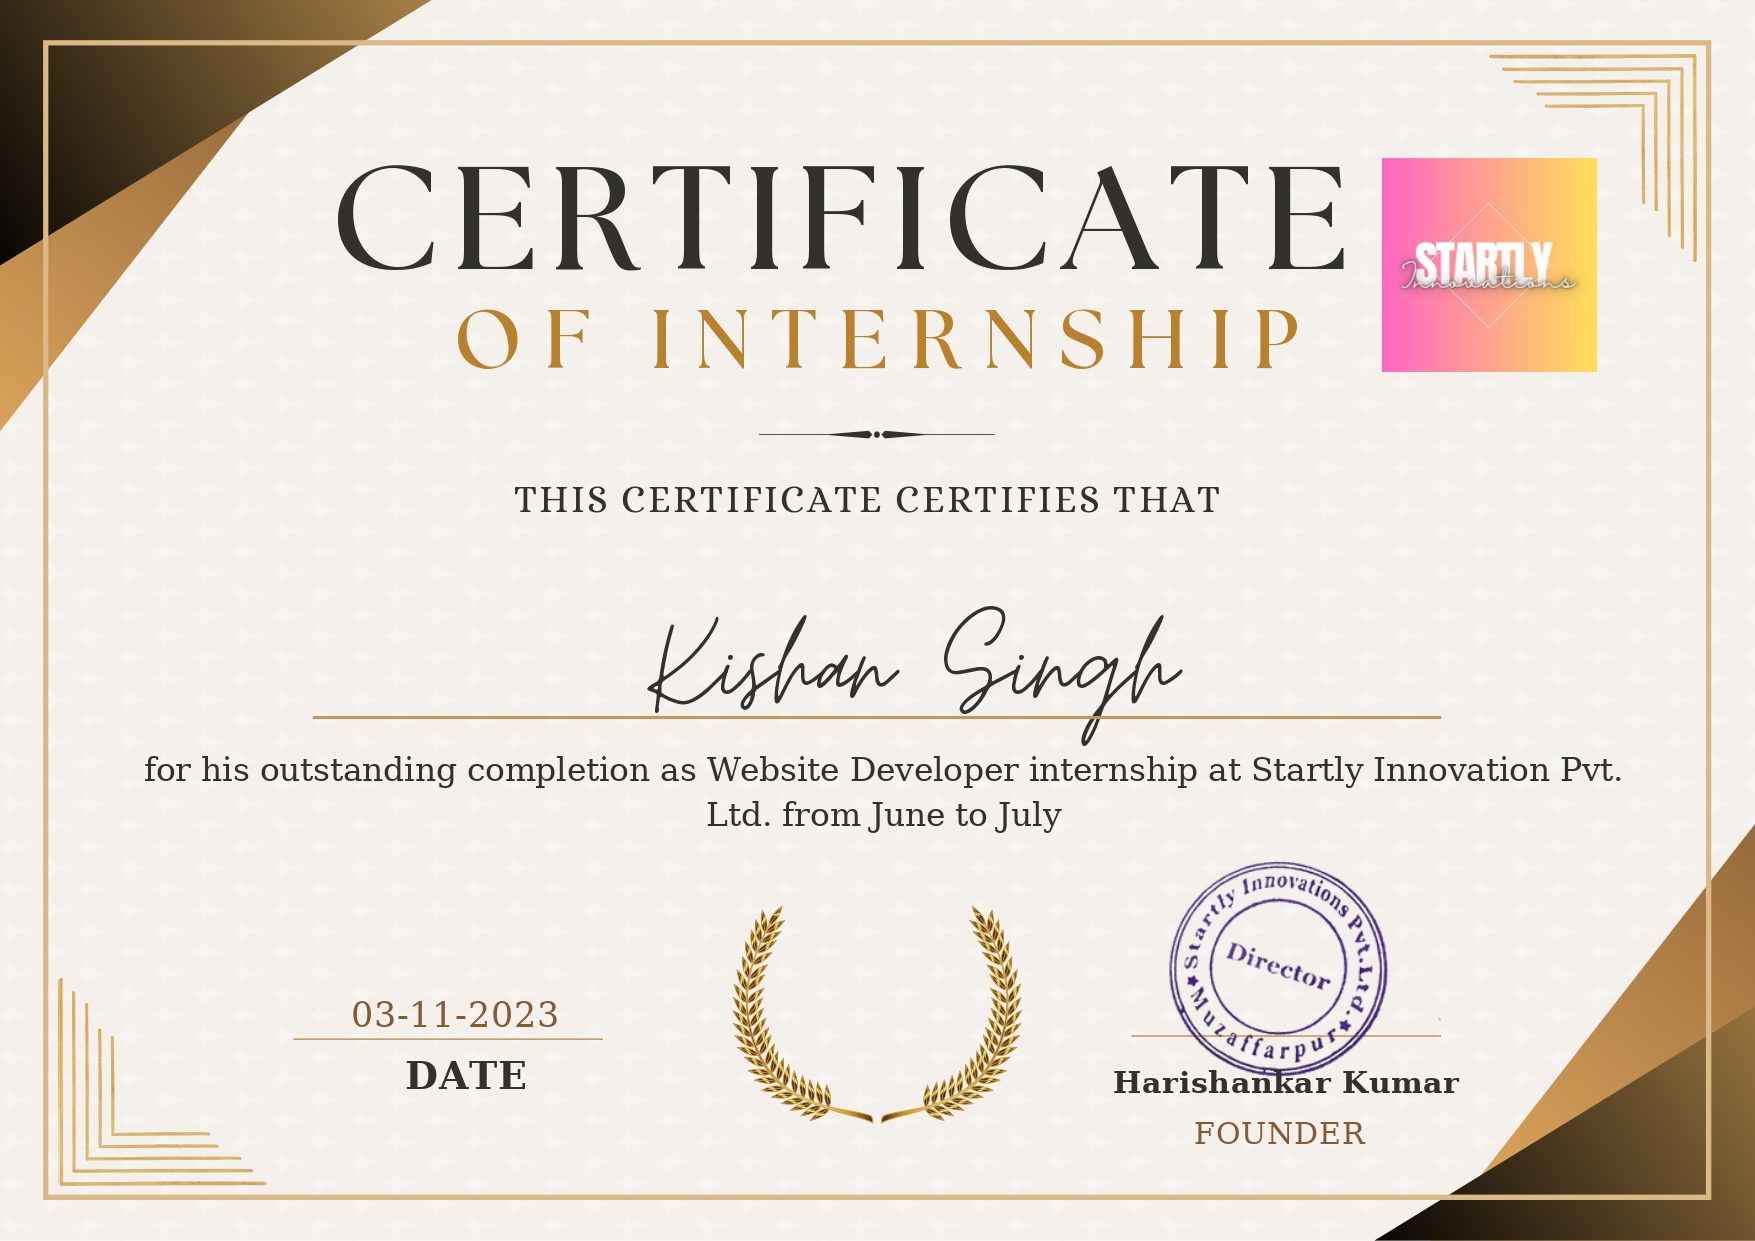 CERTIFICATE
OF INTERNSHIP
STARTLY
Innovations
THIS CERTIFICATE CERTIFIES THAT
Kishan Singh
for his outstanding completion as Website Developer internship at Startly Innovation Pvt.
Ltd. from June to July
03-11-2023
DATE
Startly Innovations Pvt.Ltd.
Director
★Muzaffarpur★
Harishankar Kumar
FOUNDER